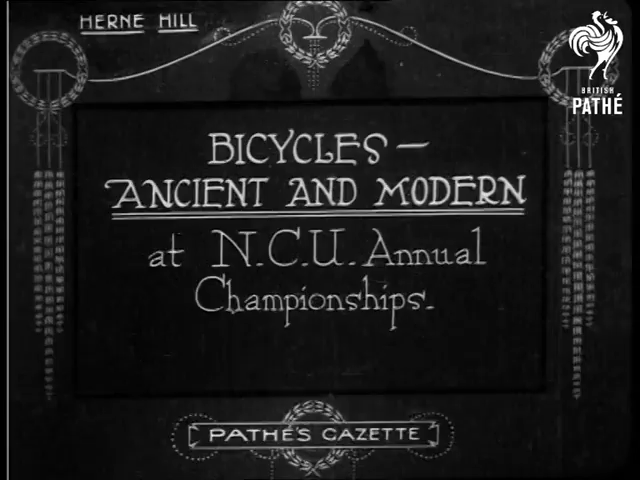 HERNE HILL
BRITISH
PATHÉ
BICYCLES —
ANCIENT AND MODERN
at N.C.U. Annual
Championships.
PATHE'S GAZETTE